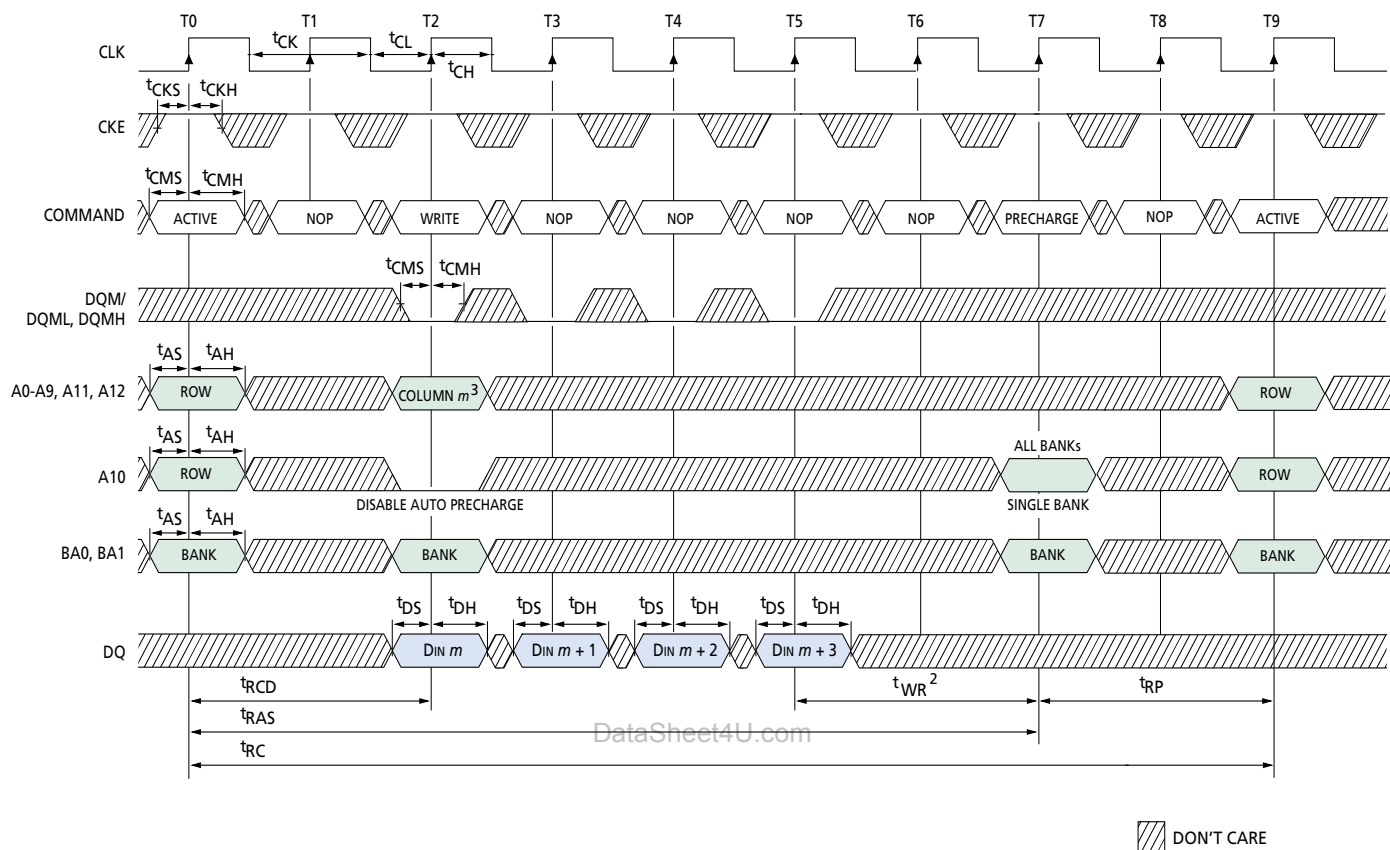 T0 T1 T2 T3 T4 T5 T6 T7 T8 T9
CLK
tCK tCL
tCH
tCKS tCKH
CKE
tCMS tCMH
COMMAND ACTIVE NOP WRITE NOP NOP NOP NOP PRECHARGE NOP ACTIVE
tCMS tCMH
DQM/
DQML, DQMH
tAS tAH
A0-A9, A11, A12 ROW COLUMN m3 ROW
tAS tAH
ALL BANKs
A10 ROW ROW
DISABLE AUTO PRECHARGE SINGLE BANK
tAS tAH
BA0, BA1 BANK BANK BANK BANK
tDS tDH tDS tDH tDS tDH tDS tDH
DQ DIN m DIN m + 1 DIN m + 2 DIN m + 3
tRCD tWR2 tRP
tRAS
DataSheet4U.com
tRC
DON'T CARE